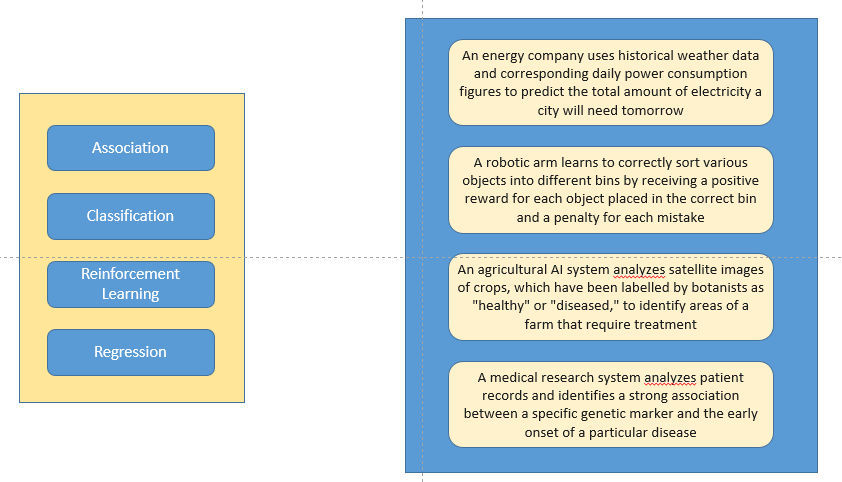 Association
Classification
Reinforcement
Learning
Regression
An energy company uses historical weather data
and corresponding daily power consumption
figures to predict the total amount of electricity a
city will need tomorrow
A robotic arm learns to correctly sort various
objects into different bins by receiving a positive
reward for each object placed in the correct bin
and a penalty for each mistake
An agricultural AI system analyzes satellite images
of crops, which have been labelled by botanists as
"healthy" or "diseased," to identify areas of a
farm that require treatment
A medical research system analyzes patient
records and identifies a strong association
between a specific genetic marker and the early
onset of a particular disease